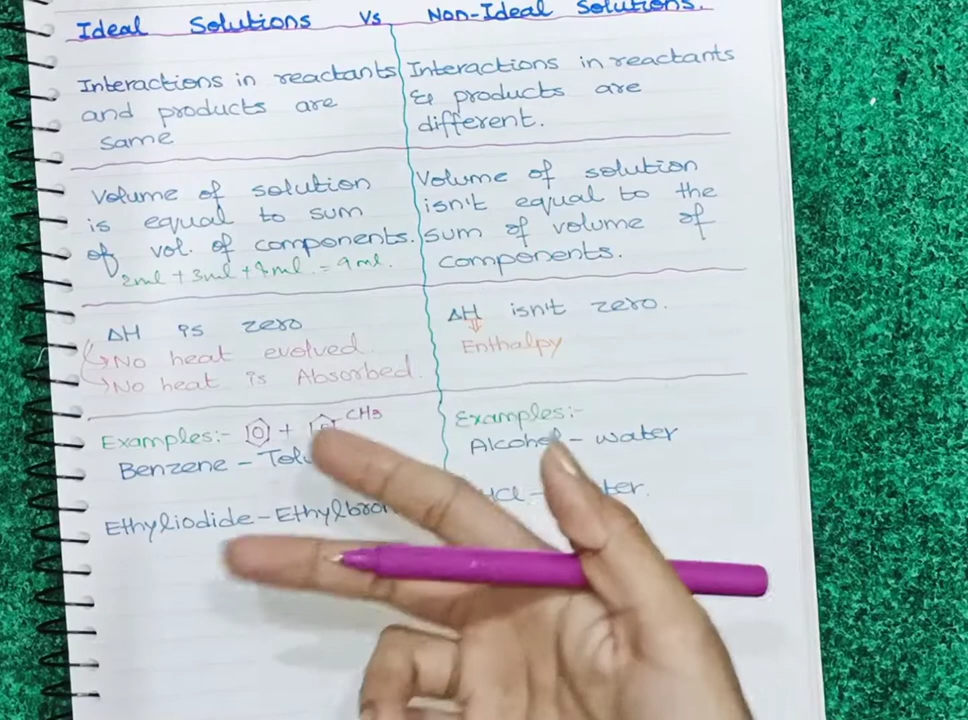 Ideal Solutions Vs Non-Ideal Solutions.
Interactions in reactants
and products are
same
Interactions in reactants
& products are
different.
Volume of solution
is equal to sum
of vol. of components.
2ml + 3ml + 4ml = 9ml.
Volume of solution
isn't equal to the
sum of volume of
components.
ΔH is zero
No heat evolved
No heat is Absorbed.
ΔH isn't zero.
Enthalpy
Examples:- + CH3
Benzene -
Ethyliodide -
Examples:-
Alcohol - water